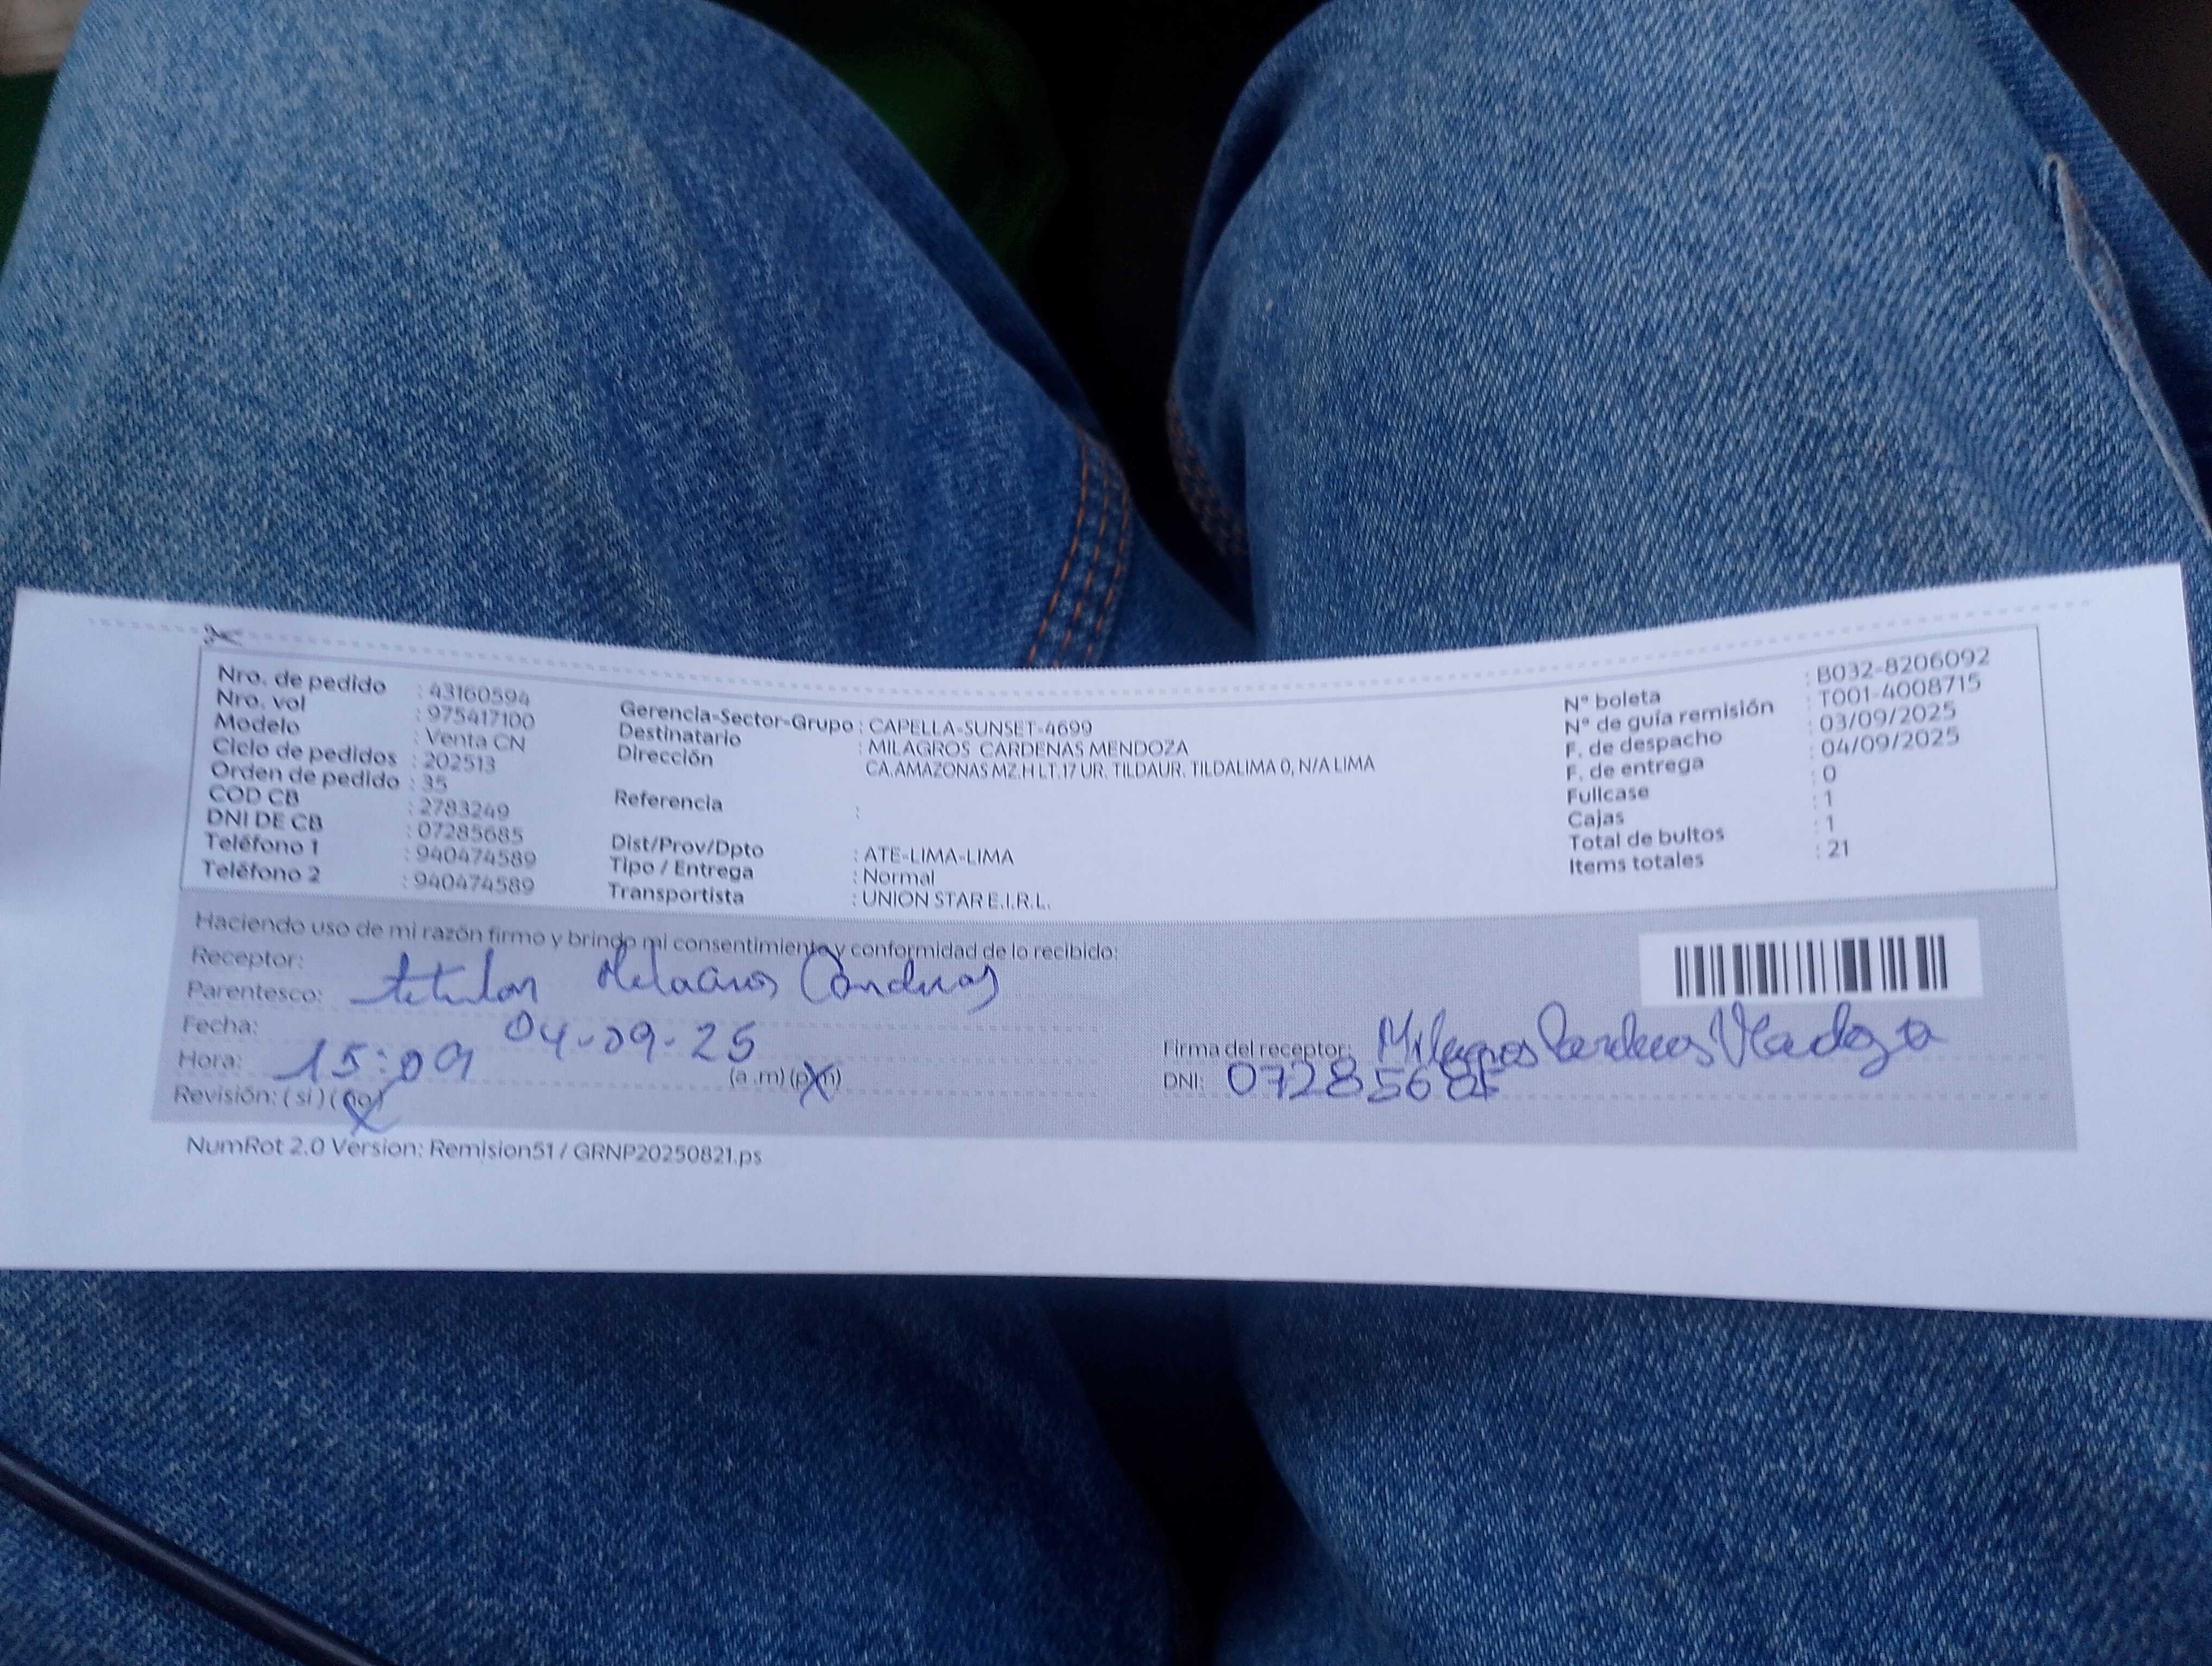 Nro. de pedido : 43160594
Nro. vol : 975417100
Modelo : Venta CN
Ciclo de pedidos : 202513
Orden de pedido : 35
COD CB : 2783249
DNI DE CB : 07285685
Teléfono 1 : 940474589
Teléfono 2 : 940474589
Gerencia-Sector-Grupo : CAPELLA-SUNSET-4699
Destinatario : MILAGROS CARDENAS MENDOZA
Dirección CA.AMAZONAS MZ.H LT.17 UR. TILDAUR. TILDALIMA 0, N/A LIMA
Referencia :
Dist/Prov/Dpto : ATE-LIMA-LIMA
Tipo / Entrega : Normal
Transportista : UNION STAR E.I.R.L.
N° boleta : B032-8206092
N° de guía remisión : T001-4008715
F. de despacho : 03/09/2025
F. de entrega : 04/09/2025
Fullcase : 0
Cajas : 1
Total de bultos : 1
Items totales : 21
Haciendo uso de mi razón firmo y brindo mi consentimiento y conformidad de lo recibido:
Receptor: Milagros Cardenas
Parentesco: titular
Fecha: 04-09-25
Hora: 15:09 (a.m) (p.m)
Revisión: (si) (no)
Firma del receptor: Milagros Cardenas Mendoza
DNI: 07285685
NumRot 2.0 Version: Remision51 / GRNP20250821.ps